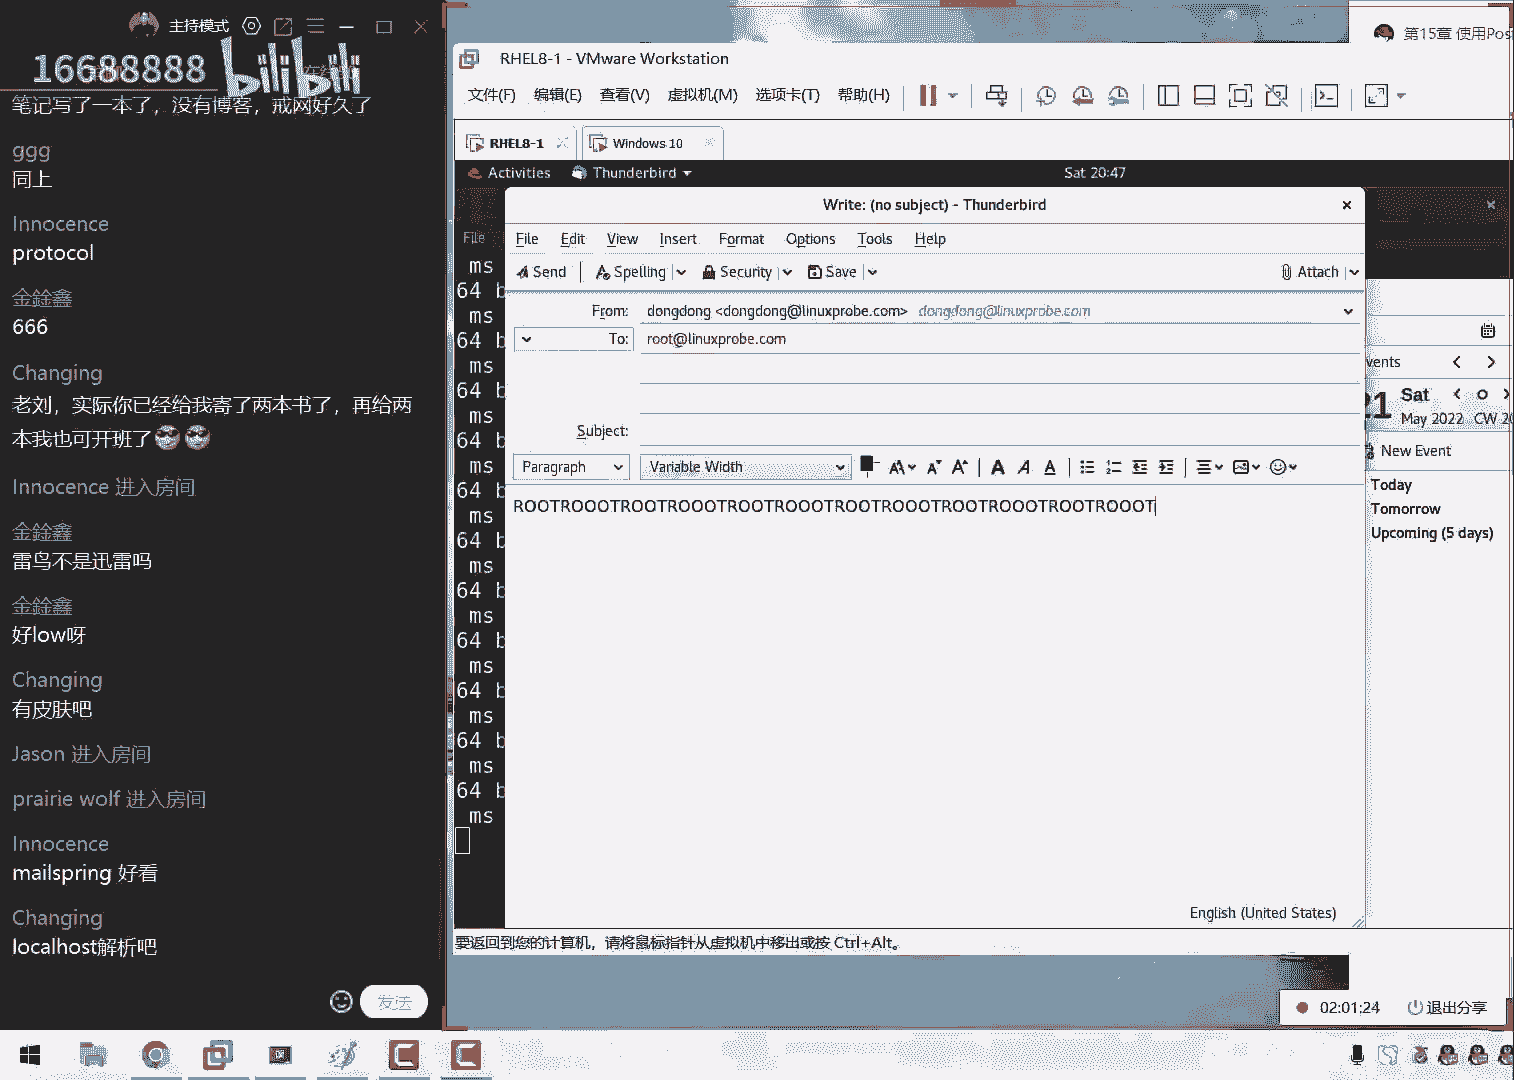 主持模式
16688888
bilibili
笔记写了一本了，没有博客，戒网好久了
ggg
同上
Innocence
protocol
金銓鑫
666
Changing
老刘，实际你已经给我寄了两本书了，再给两
本我也可开班了
Innocence 进入房间
金銓鑫
雷鸟不是迅雷吗
金銓鑫
好low呀
Changing
有皮肤吧
Jason 进入房间
prairie wolf 进入房间
Innocence
mailspring 好看
Changing
localhost解析吧
发送
第15章 使用Pos
RHEL8-1 - VMware Workstation
文件(F) 编辑(E) 查看(V) 虚拟机(M) 选项卡(T) 帮助(H)
RHEL8-1
Windows 10
Activities Thunderbird Sat 20:47
Write: (no subject) - Thunderbird
File
File Edit View Insert Format Options Tools Help
Send Spelling Security Save Attach
From: dongdong <dongdong@linuxprobe.com> dongdong@linuxprobe.com
To: root@linuxprobe.com
Subject:
Paragraph Variable Width
ROOTROOOTROOTROOOTROOTROOOTROOTROOOTROOTROOOTROOTROOOT
ms
64 b
ms
64 b
ms
64 b
ms
64 b
ms
64 b
ms
64 b
ms
64 b
ms
64 b
ms
64 b
ms
64 b
ms
64 b
ms
English (United States)
vents
21 Sat
May 2022 CW 20
New Event
Today
Tomorrow
Upcoming (5 days)
要返回到您的计算机，请将鼠标指针从虚拟机中移出或按 Ctrl+Alt。
02:01:24 退出分享